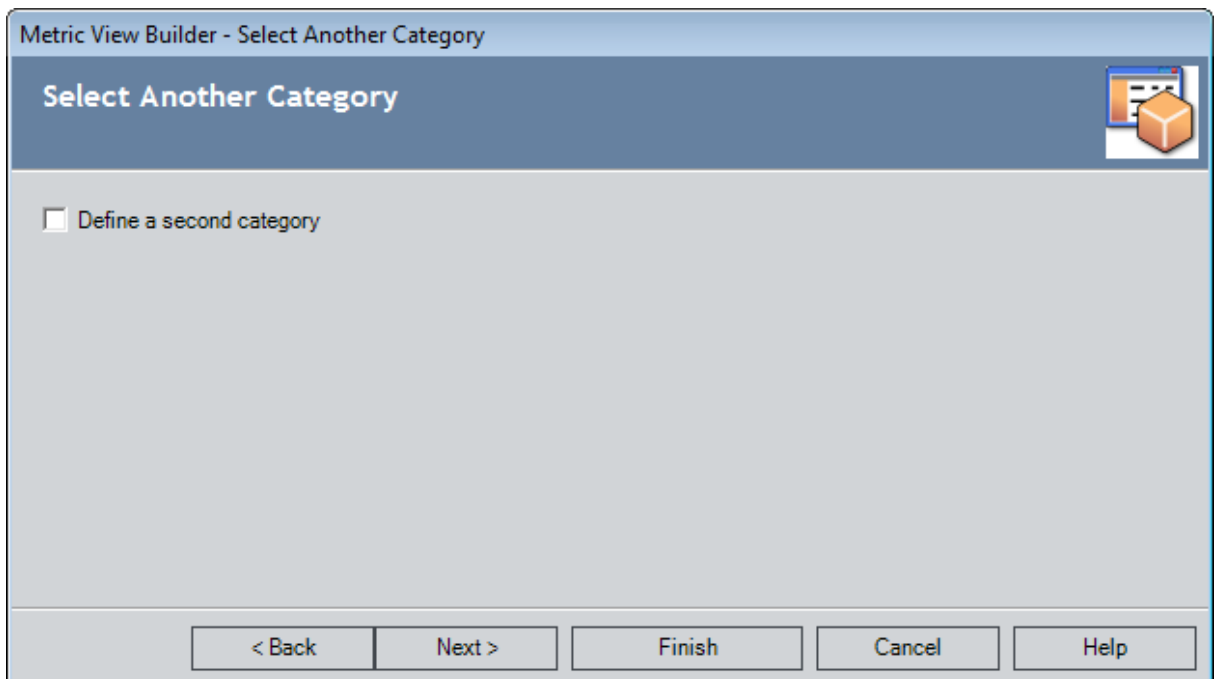 Metric View Builder - Select Another Category
Select Another Category
Define a second category
< Back Next > Finish Cancel Help